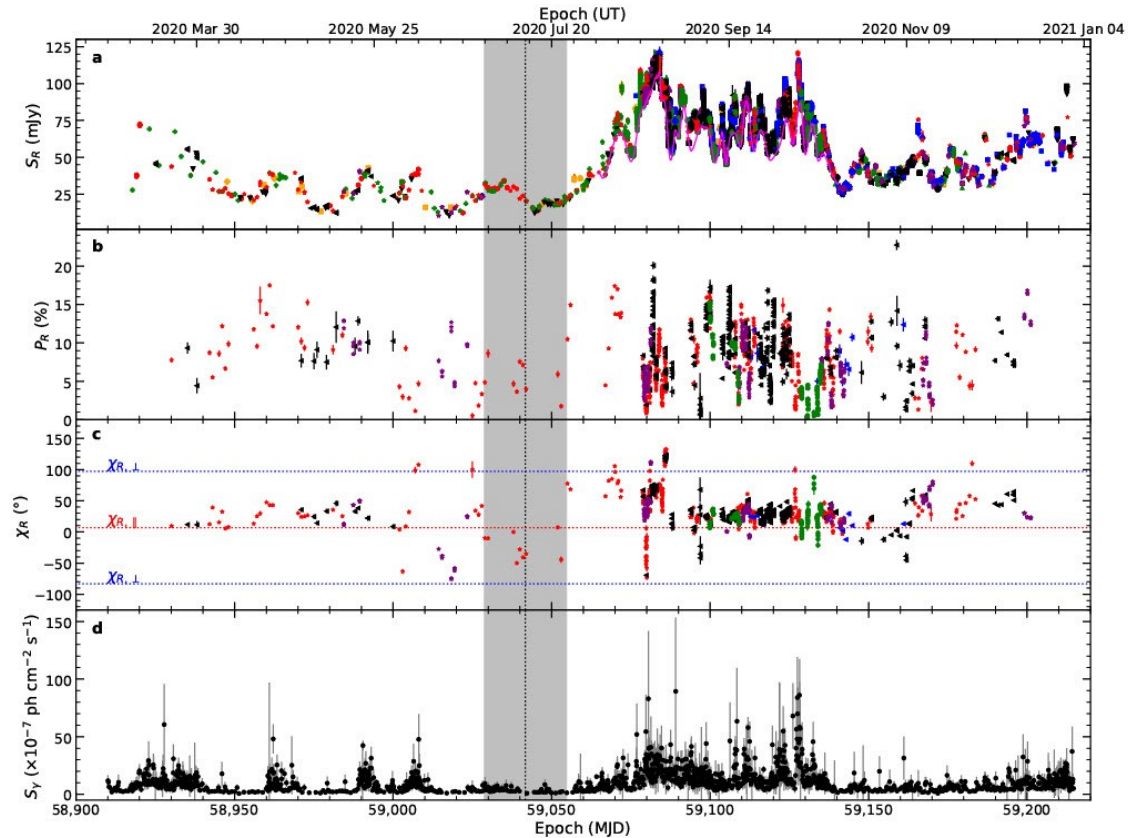 Epoch (UT)
2020 Mar 30 2020 May 25 2020 Jul 20 2020 Sep 14 2020 Nov 09 2021 Jan 04
a
125
100
75
50
25
S_R (mJy)
b
20
15
10
5
0
P_R (%)
c
150
100
50
0
−50
−100
χ_R (°)
χ_R, ⊥
χ_R, ∥
χ_R, ⊥
d
150
100
50
0
S_γ (×10⁻⁷ ph cm⁻² s⁻¹)
58,900 58,950 59,000 59,050 59,100 59,150 59,200
Epoch (MJD)